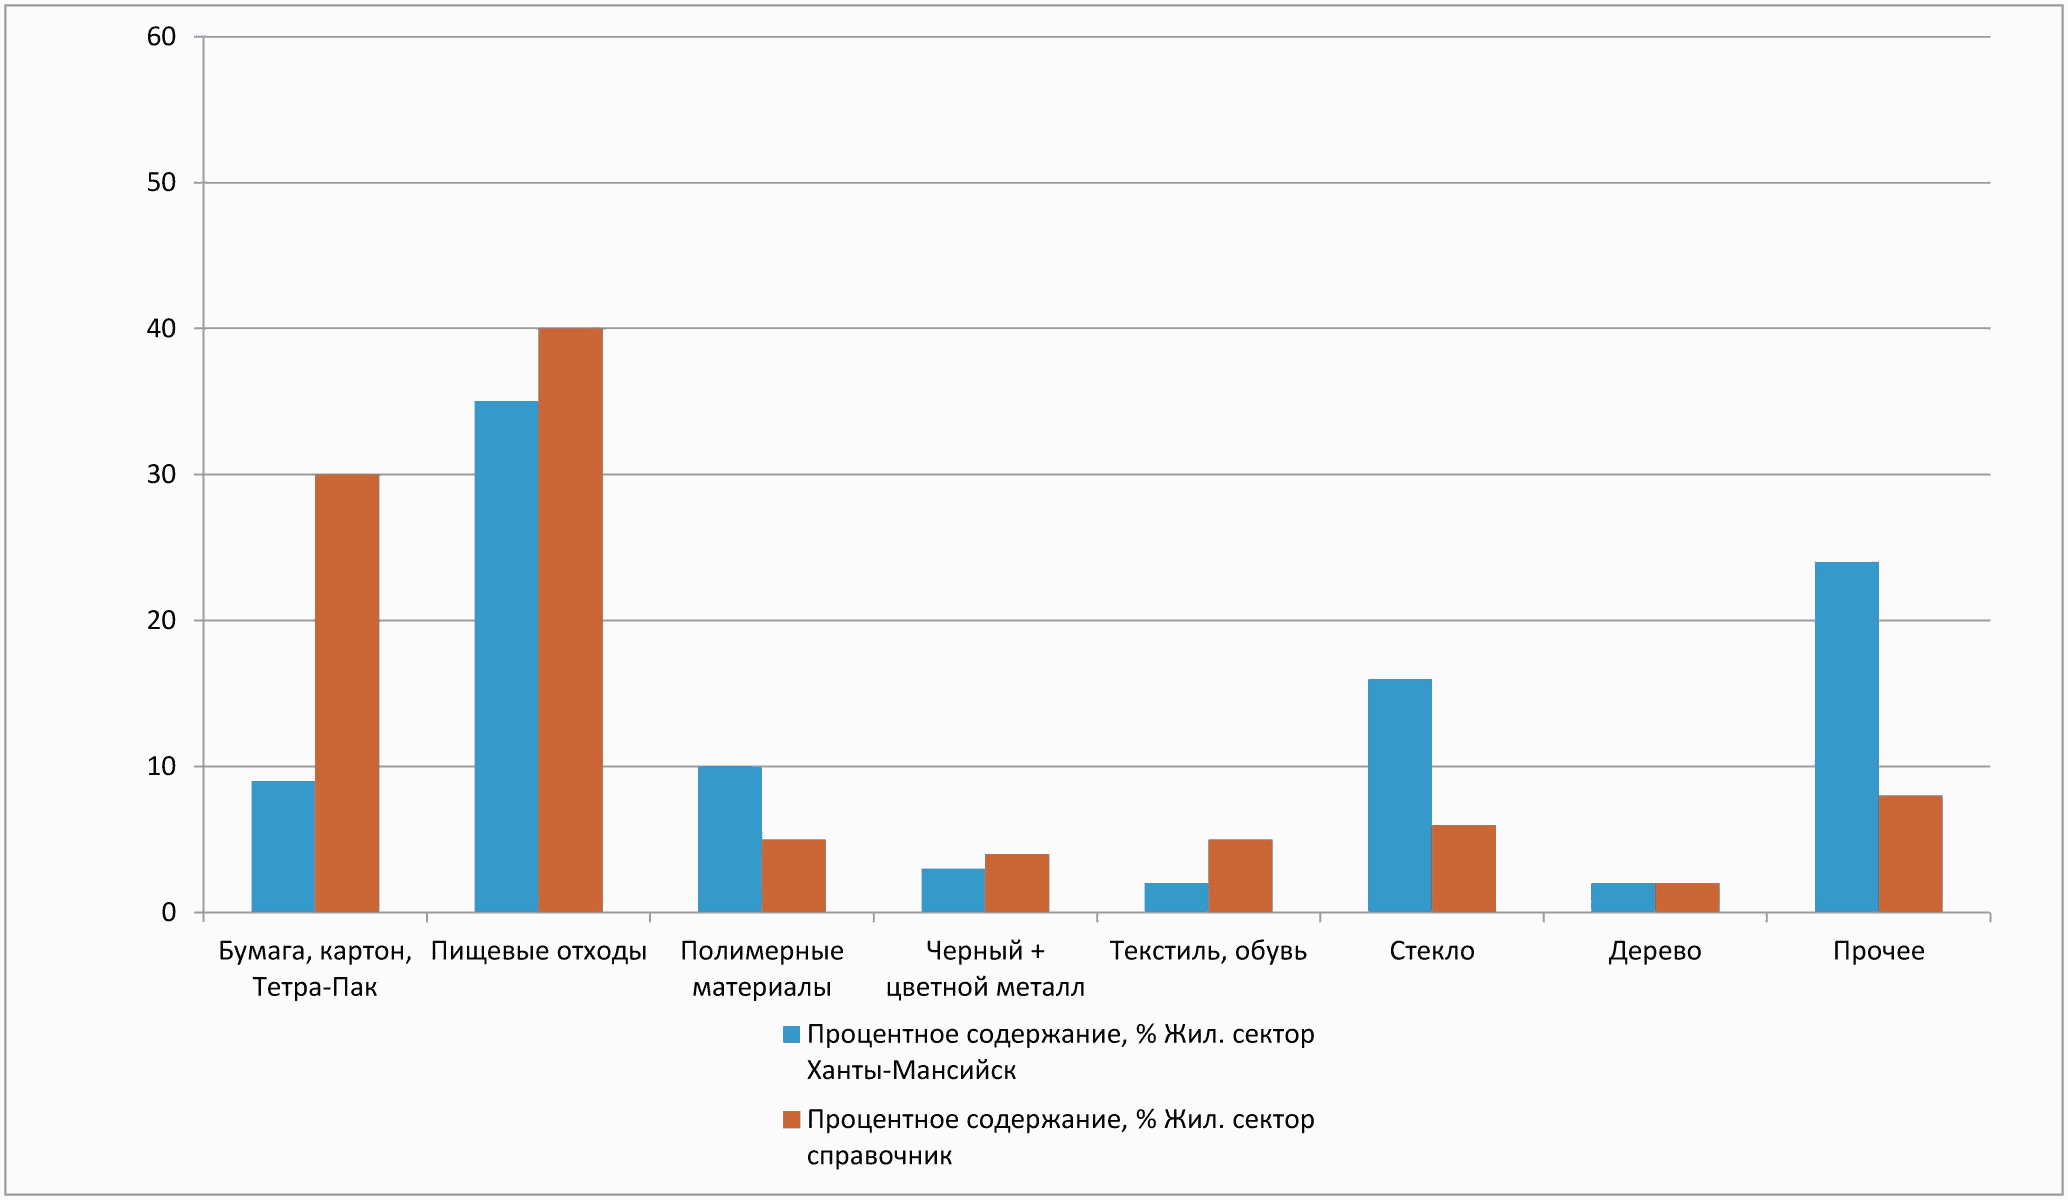 60
50
40
30
20
10
0
Бумага, картон,
Тетра-Пак
Пищевые отходы
Полимерные
материалы
Черный +
цветной металл
Текстиль, обувь
Стекло
Дерево
Прочее
Процентное содержание, % Жил. сектор
Ханты-Мансийск
Процентное содержание, % Жил. сектор
справочник